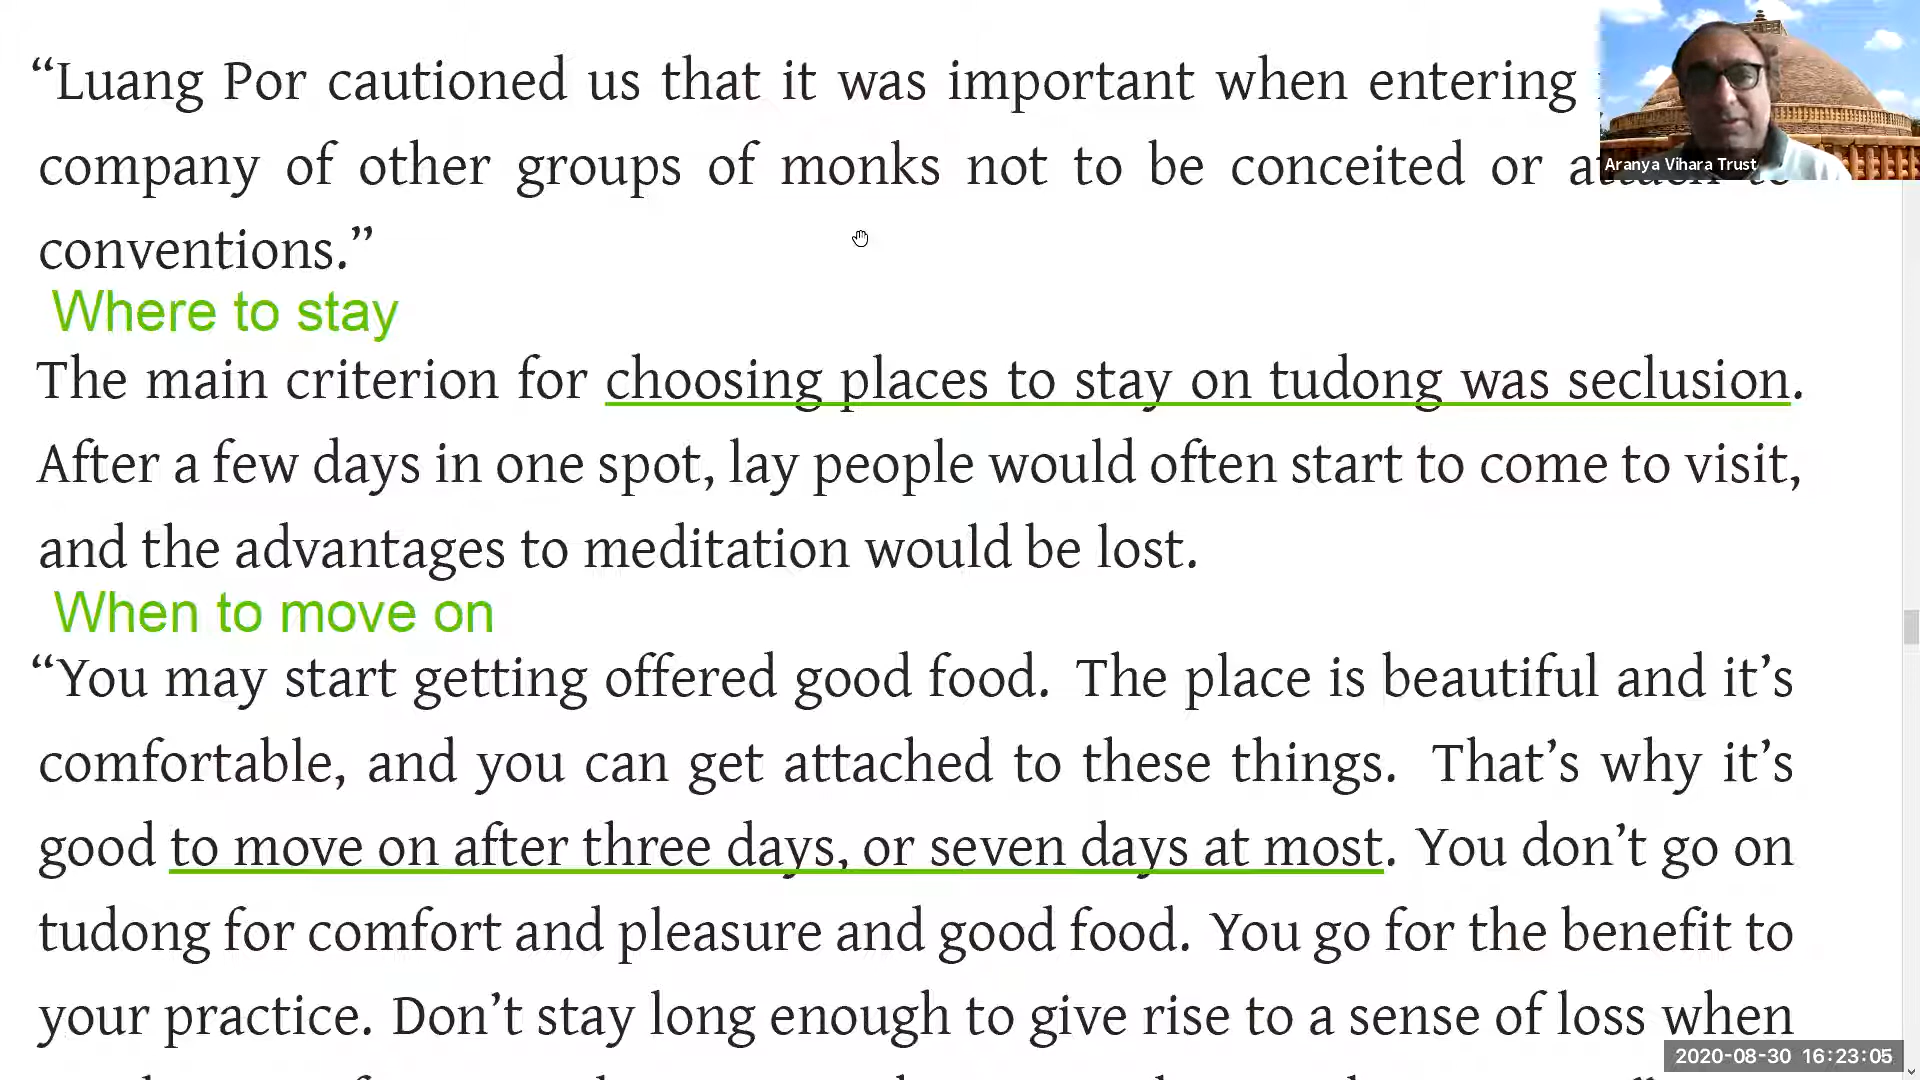 “Luang Por cautioned us that it was important when entering
company of other groups of monks not to be conceited or attach to
conventions.”
Where to stay
The main criterion for choosing places to stay on tudong was seclusion.
After a few days in one spot, lay people would often start to come to visit,
and the advantages to meditation would be lost.
When to move on
“You may start getting offered good food. The place is beautiful and it’s
comfortable, and you can get attached to these things. That’s why it’s
good to move on after three days, or seven days at most. You don’t go on
tudong for comfort and pleasure and good food. You go for the benefit to
your practice. Don’t stay long enough to give rise to a sense of loss when
Aranya Vihara Trust
2020-08-30 16:23:05